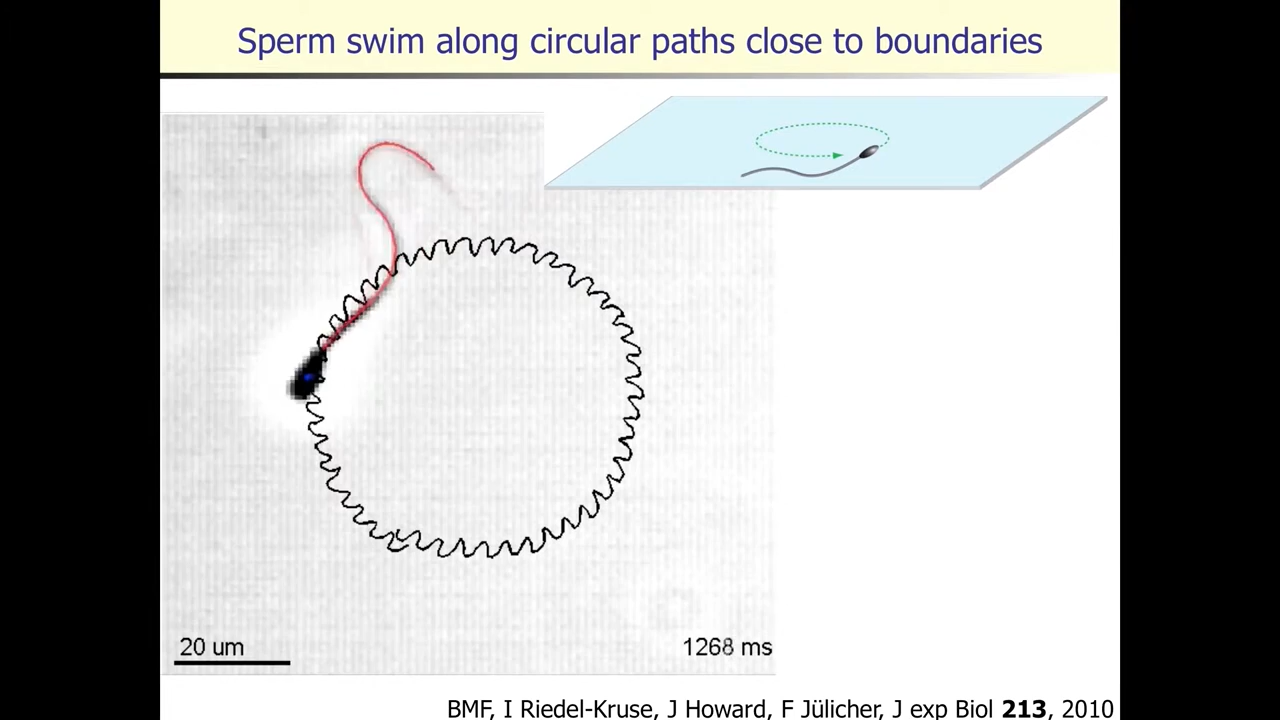 Sperm swim along circular paths close to boundaries
20 um
1268 ms
BMF, I Riedel-Kruse, J Howard, F Jülicher, J exp Biol 213, 2010